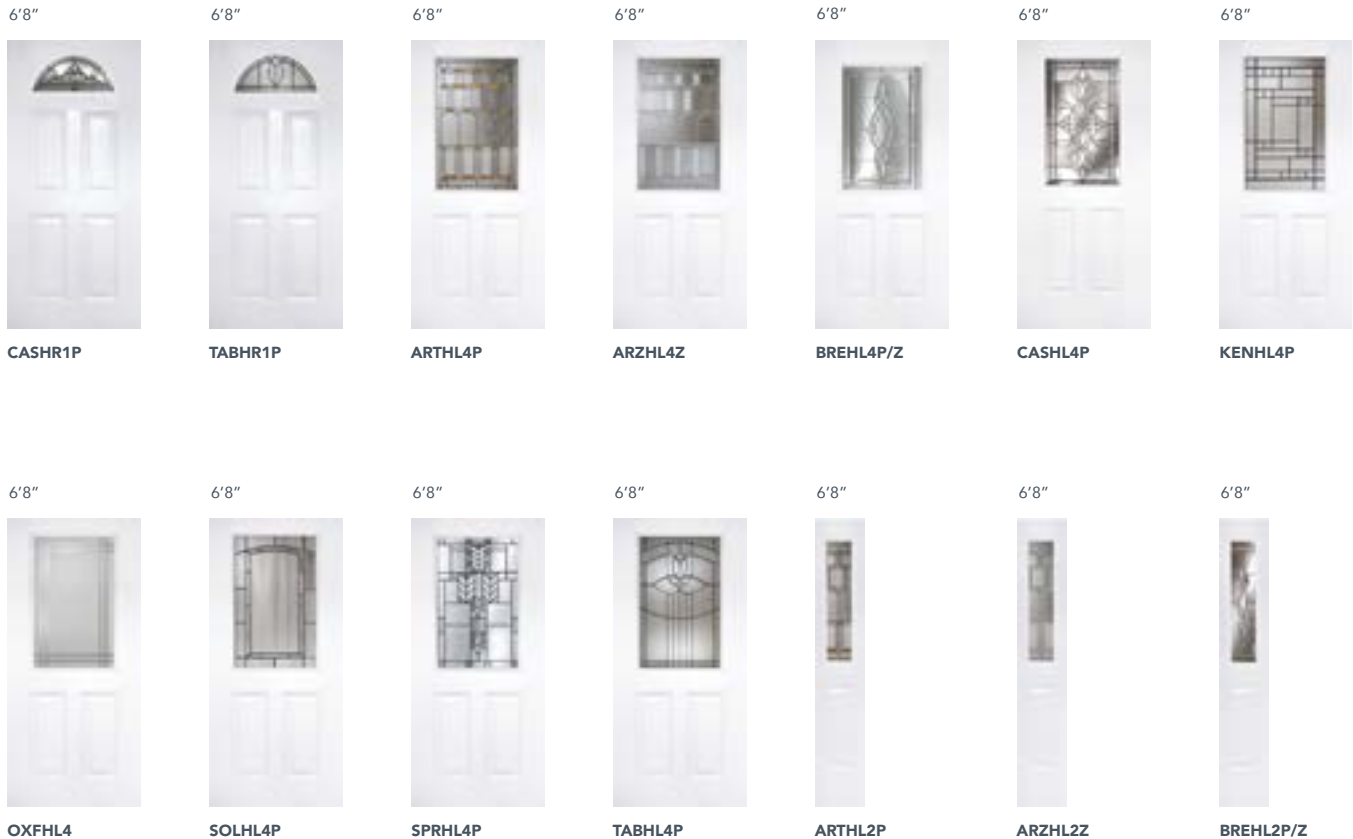 6’8” 6’8” 6’8” 6’8” 6’8” 6’8” 6’8”
CASHR1P TABHR1P ARTHL4P ARZHL4Z BREHL4P/Z CASHL4P KENHL4P
6’8” 6’8” 6’8” 6’8” 6’8” 6’8” 6’8”
OXFHL4 SOLHL4P SPRHL4P TABHL4P ARTHL2P ARZHL2Z BREHL2P/Z